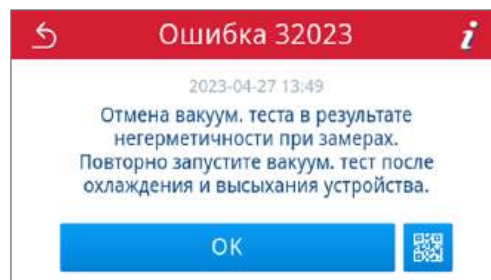 Ошибка 32023
i
2023-04-27 13:49
Отмена вакуум. теста в результате
негерметичности при замерах.
Повторно запустите вакуум. тест после
охлаждения и высыхания устройства.
OK